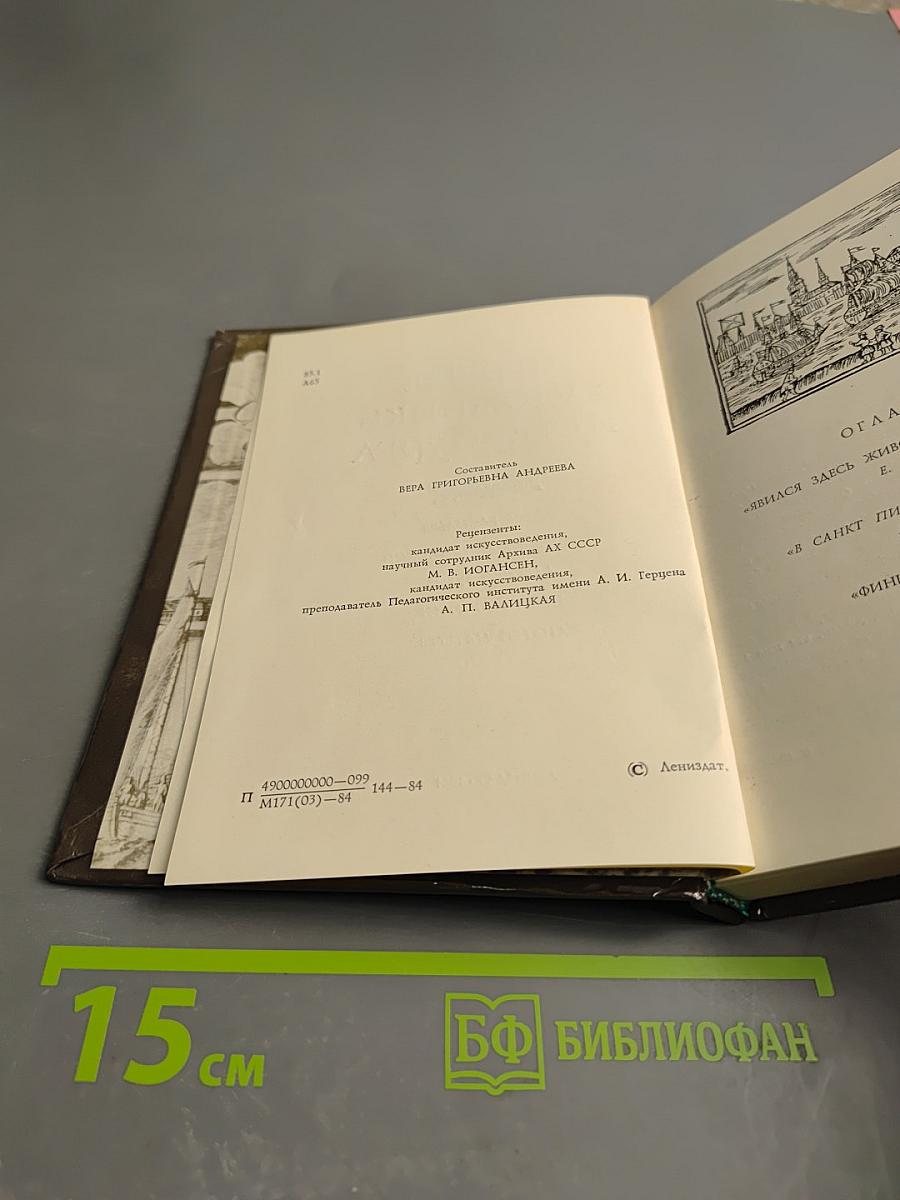 85.1
А65
Составитель
ВЕРА ГРИГОРЬЕВНА АНДРЕЕВА
Рецензенты:
кандидат искусствоведения,
научный сотрудник Архива АХ СССР
М. В. ИОГАНСЕН,
кандидат искусствоведения,
преподаватель Педагогического института имени А. И. Герцена
А. П. ВАЛИЦКАЯ
П 4900000000—099
М171(03)—84 144—84
© Лениздат,
ОГЛА
«ЯВИЛСЯ ЗДЕСЬ ЖИВО
Е.
«В САНКТ ПИ
«ФИН
15 см
БФ БИБЛИОФАН